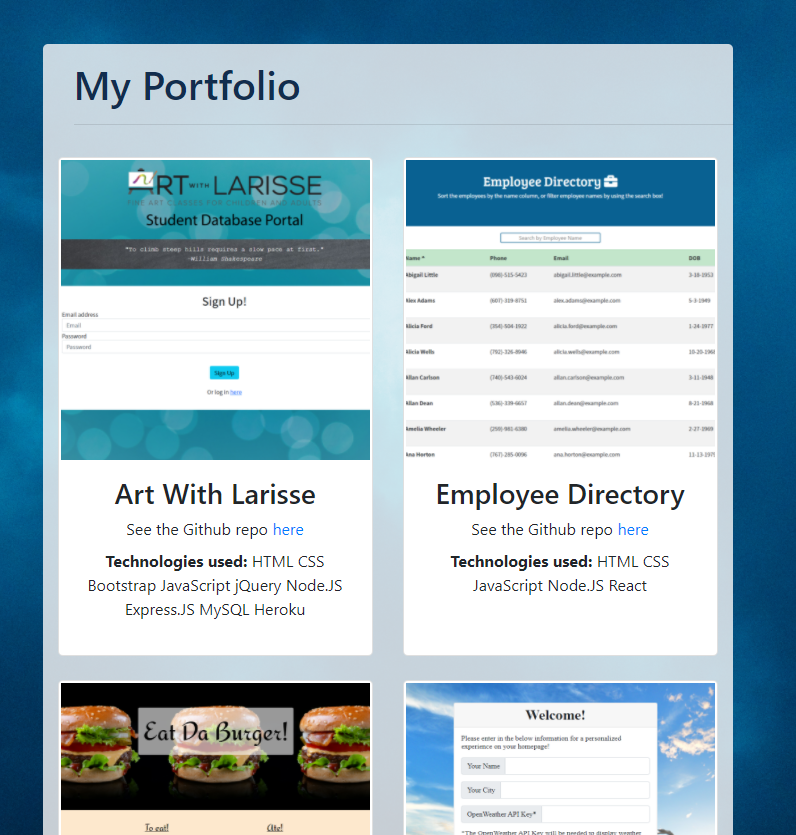 My Portfolio
ART WITH LARISSE
FINE ART CLASSES FOR CHILDREN AND ADULTS
Student Database Portal
"To climb steep hills requires a slow pace at first."
-William Shakespeare
Sign Up!
Email address
Email
Password
Password
Sign Up
Or log in here
Art With Larisse
See the Github repo here
Technologies used: HTML CSS
Bootstrap JavaScript jQuery Node.JS
Express.JS MySQL Heroku
Employee Directory
Sort the employees by the name column, or filter employee names by using the search box!
Search by Employee Name
Name ^ Phone Email DOB
Abigail Little (098)-515-5423 abigail.little@example.com 3-18-1953
Alex Adams (607)-319-8751 alex.adams@example.com 5-3-1949
Alicia Ford (354)-504-1922 alicia.ford@example.com 1-24-1977
Alicia Wells (792)-326-8946 alicia.wells@example.com 10-20-196
Allan Carlson (740)-543-6024 allan.carlson@example.com 3-11-1948
Allan Dean (536)-339-6657 allan.dean@example.com 8-21-1968
Amelia Wheeler (259)-981-6380 amelia.wheeler@example.com 2-27-1969
Ana Horton (767)-285-0096 ana.horton@example.com 11-13-197
Employee Directory
See the Github repo here
Technologies used: HTML CSS
JavaScript Node.JS React
Eat Da Burger!
To eat! Ate!
Welcome!
Please enter in the below information for a personalized
experience on your homepage!
Your Name
Your City
OpenWeather API Key*
*The OpenWeather API Key will be needed to display weather